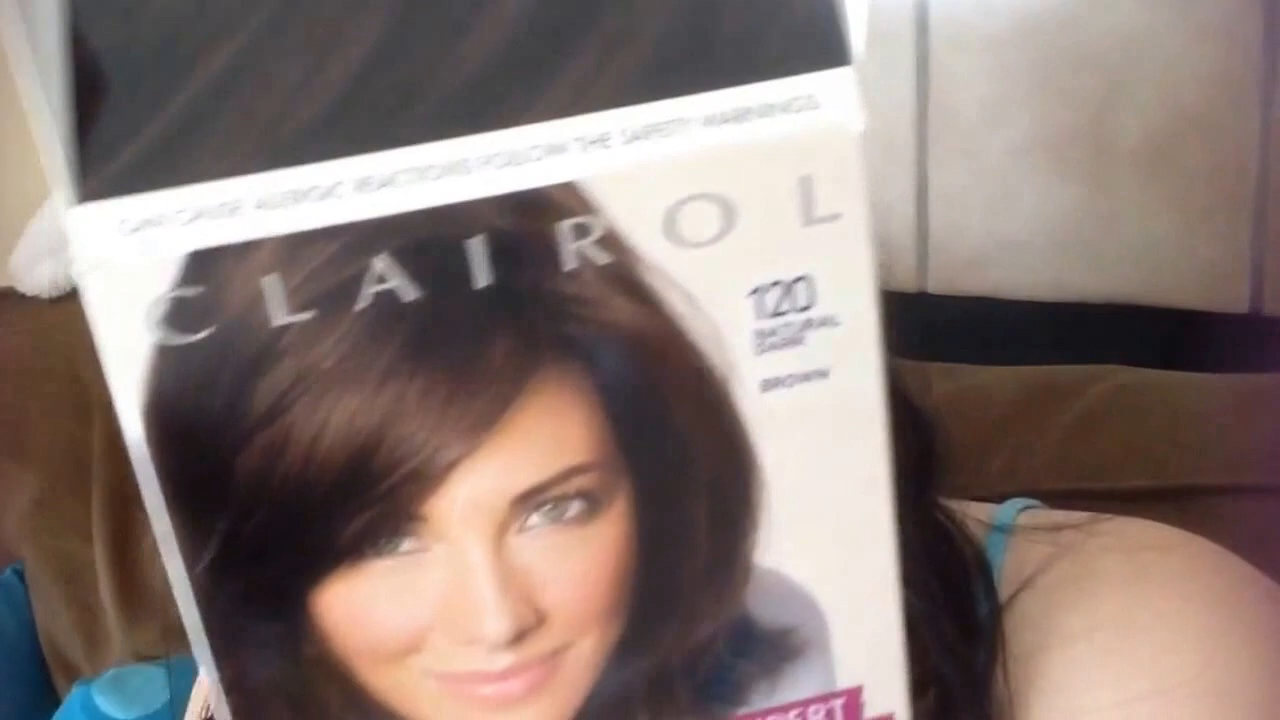 CAN CAUSE ALLERGIC REACTIONS FOLLOW THE SAFETY WARNINGS
CLAIROL
120
NATURAL
DARK
BROWN